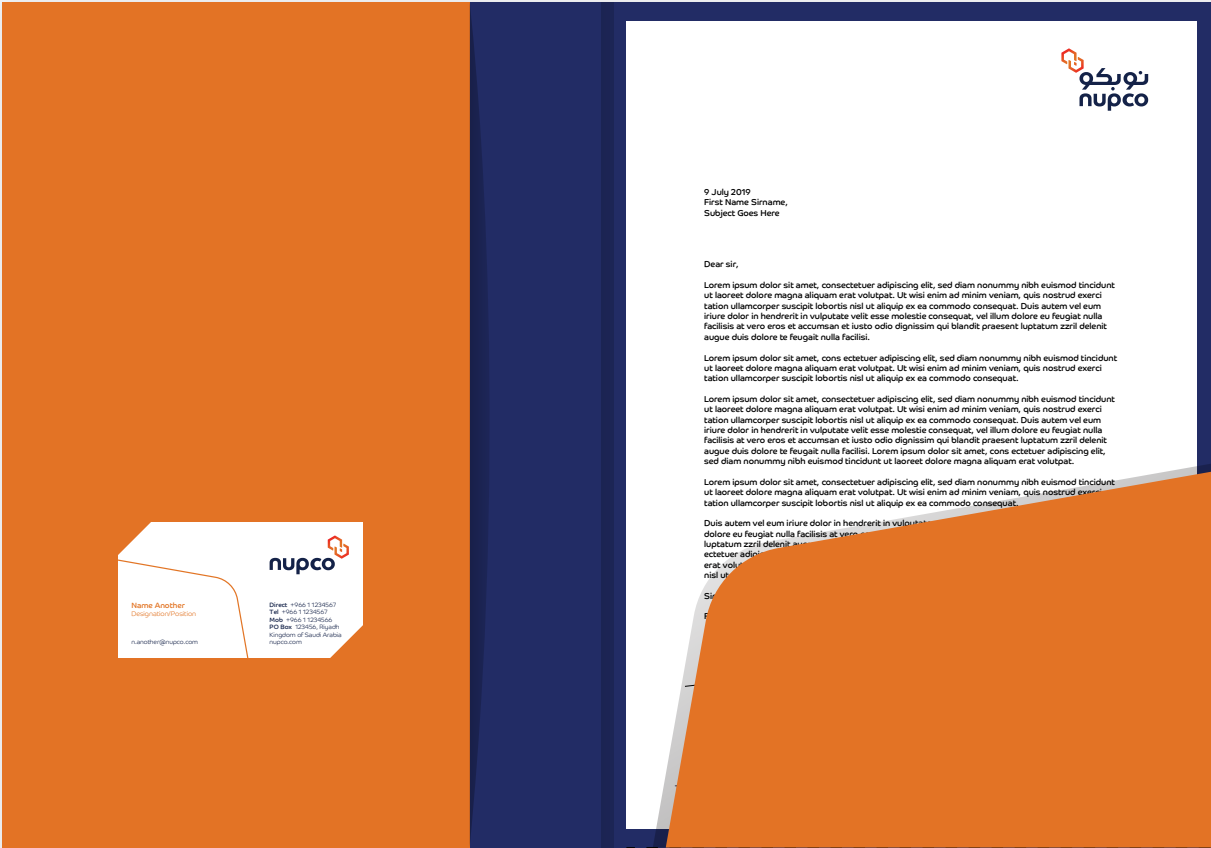 نوبكو
nupco
9 July 2019
First Name Sirname,
Subject Goes Here
Dear sir,
Lorem ipsum dolor sit amet, consectetuer adipiscing elit, sed diam nonummy nibh euismod tincidunt
ut laoreet dolore magna aliquam erat volutpat. Ut wisi enim ad minim veniam, quis nostrud exerci
tation ullamcorper suscipit lobortis nisl ut aliquip ex ea commodo consequat. Duis autem vel eum
iriure dolor in hendrerit in vulputate velit esse molestie consequat, vel illum dolore eu feugiat nulla
facilisis at vero eros et accumsan et iusto odio dignissim qui blandit praesent luptatum zzril delenit
augue duis dolore te feugait nulla facilisi.
Lorem ipsum dolor sit amet, cons ectetuer adipiscing elit, sed diam nonummy nibh euismod tincidunt
ut laoreet dolore magna aliquam erat volutpat. Ut wisi enim ad minim veniam, quis nostrud exerci
tation ullamcorper suscipit lobortis nisl ut aliquip ex ea commodo consequat.
Lorem ipsum dolor sit amet, consectetuer adipiscing elit, sed diam nonummy nibh euismod tincidunt
ut laoreet dolore magna aliquam erat volutpat. Ut wisi enim ad minim veniam, quis nostrud exerci
tation ullamcorper suscipit lobortis nisl ut aliquip ex ea commodo consequat. Duis autem vel eum
iriure dolor in hendrerit in vulputate velit esse molestie consequat, vel illum dolore eu feugiat nulla
facilisis at vero eros et accumsan et iusto odio dignissim qui blandit praesent luptatum zzril delenit
augue duis dolore te feugait nulla facilisi. Lorem ipsum dolor sit amet, cons ectetuer adipiscing elit,
sed diam nonummy nibh euismod tincidunt ut laoreet dolore magna aliquam erat volutpat.
Lorem ipsum dolor sit amet, consectetuer adipiscing elit, sed diam nonummy nibh euismod tincidunt
ut laoreet dolore magna aliquam erat volutpat. Ut wisi enim ad minim veniam, quis nostrud exerci
tation ullamcorper suscipit lobortis nisl ut aliquip ex ea commodo consequat.
Duis autem vel eum iriure dolor in hendrerit in
dolore eu feugiat nulla facilisis at vero
luptatum zzril delenit
ectetuer
erat
nisl ut
nupco
Name Another
Designation/Position
n.another@nupco.com
Direct +966 1 1234567
Tel +966 1 1234567
Mob +966 1 1234566
PO Box 123456, Riyadh
Kingdom of Saudi Arabia
nupco.com